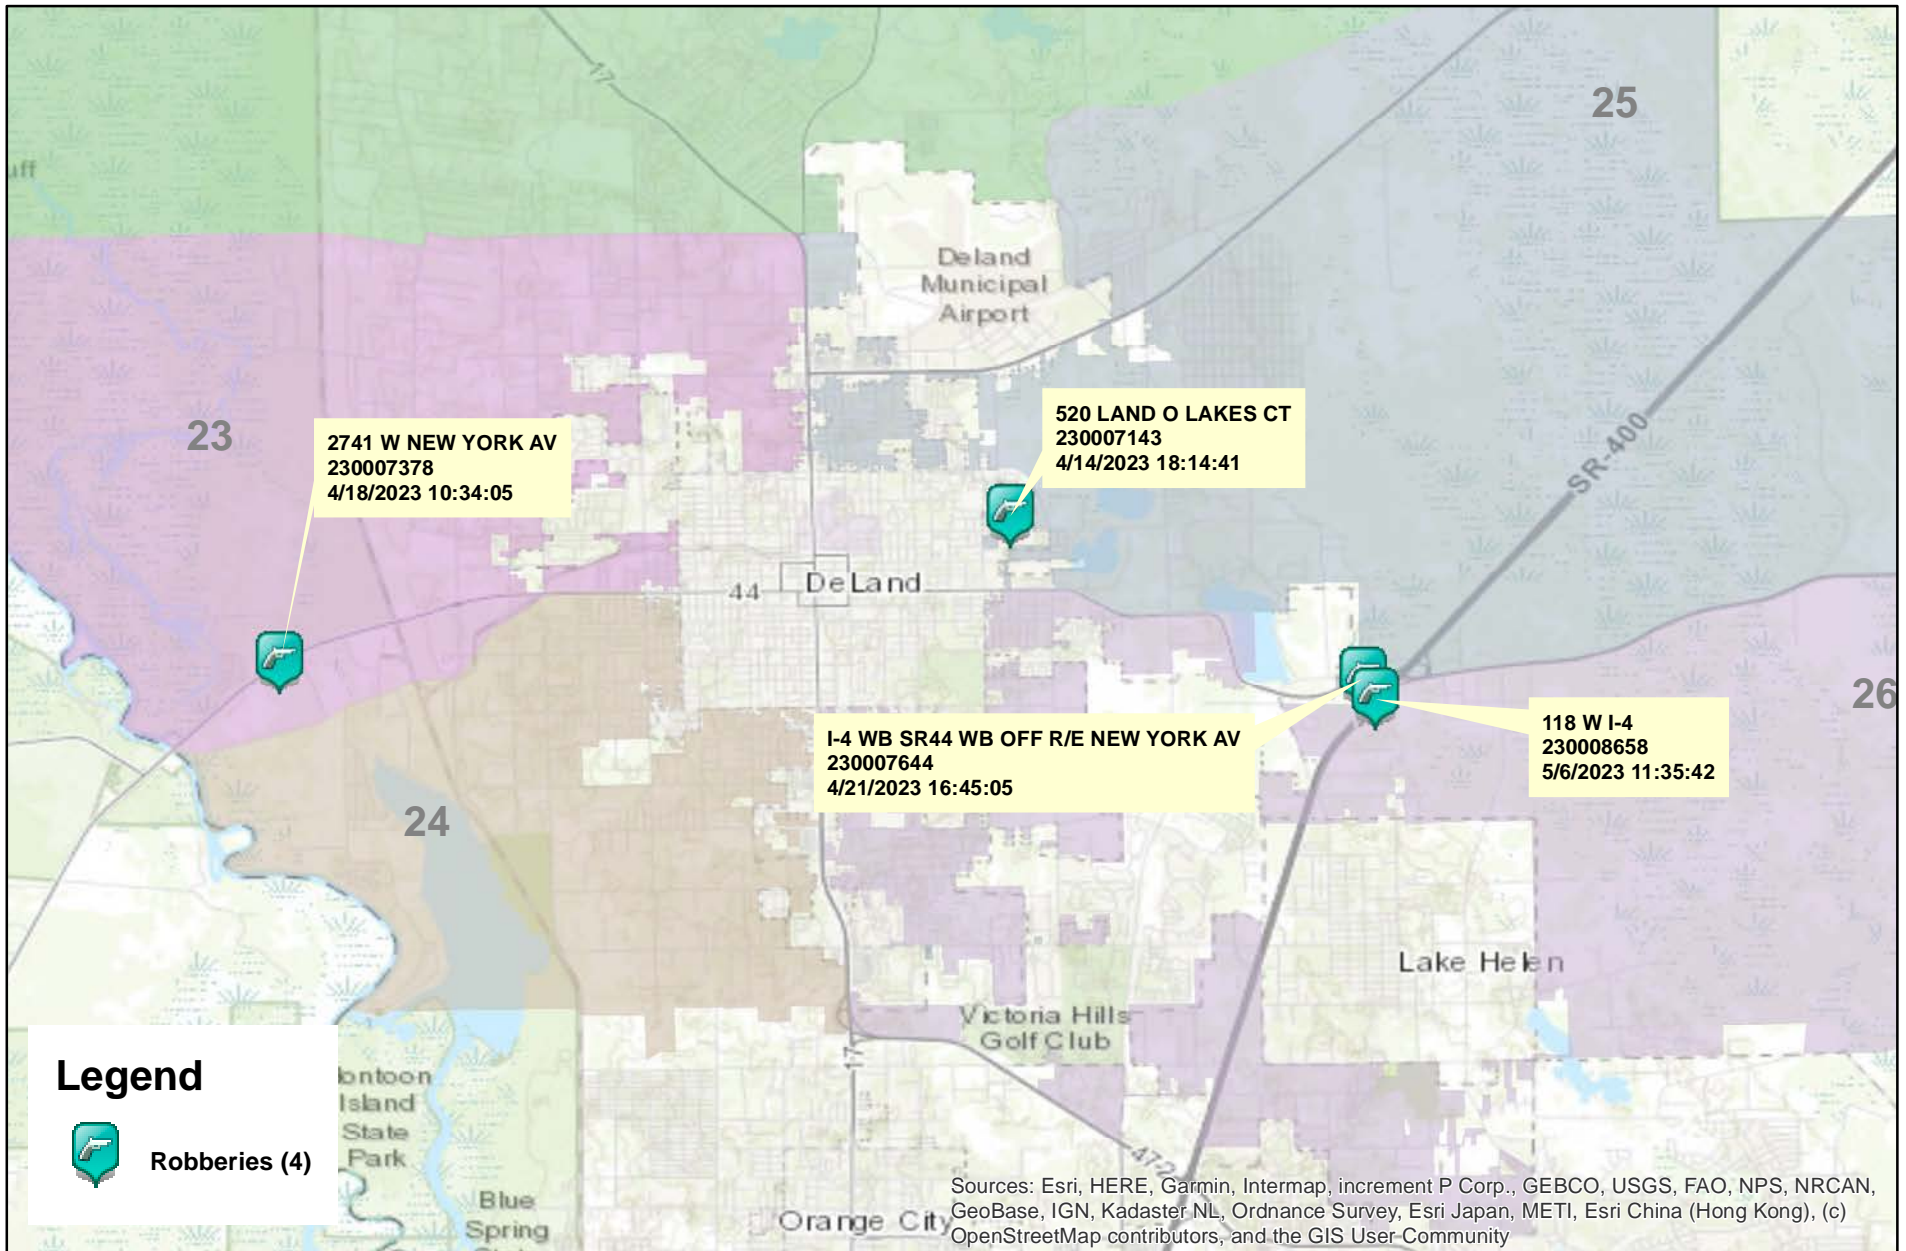 17
25
uff
Deland
Municipal
Airport
23
2741 W NEW YORK AV
230007378
4/18/2023 10:34:05
520 LAND O LAKES CT
230007143
4/14/2023 18:14:41
SR-400
44
DeLand
26
I-4 WB SR44 WB OFF R/E NEW YORK AV
230007644
4/21/2023 16:45:05
118 W I-4
230008658
5/6/2023 11:35:42
24
Lake Helen
Victoria Hills
Golf Club
17
Legend
Robberies (4)
ontoon
Island
State
Park
Blue
Spring
Orange City
Sources: Esri, HERE, Garmin, Intermap, increment P Corp., GEBCO, USGS, FAO, NPS, NRCAN,
GeoBase, IGN, Kadaster NL, Ordnance Survey, Esri Japan, METI, Esri China (Hong Kong), (c)
OpenStreetMap contributors, and the GIS User Community